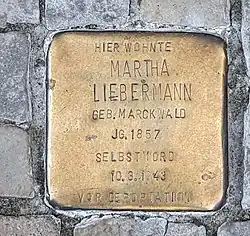 HIER WOHNTE
MARTHA
LIEBERMANN
GEB. MARCKWALD
JG. 1857
SELBSTMORD
10.3.1943
VOR DEPORTATION